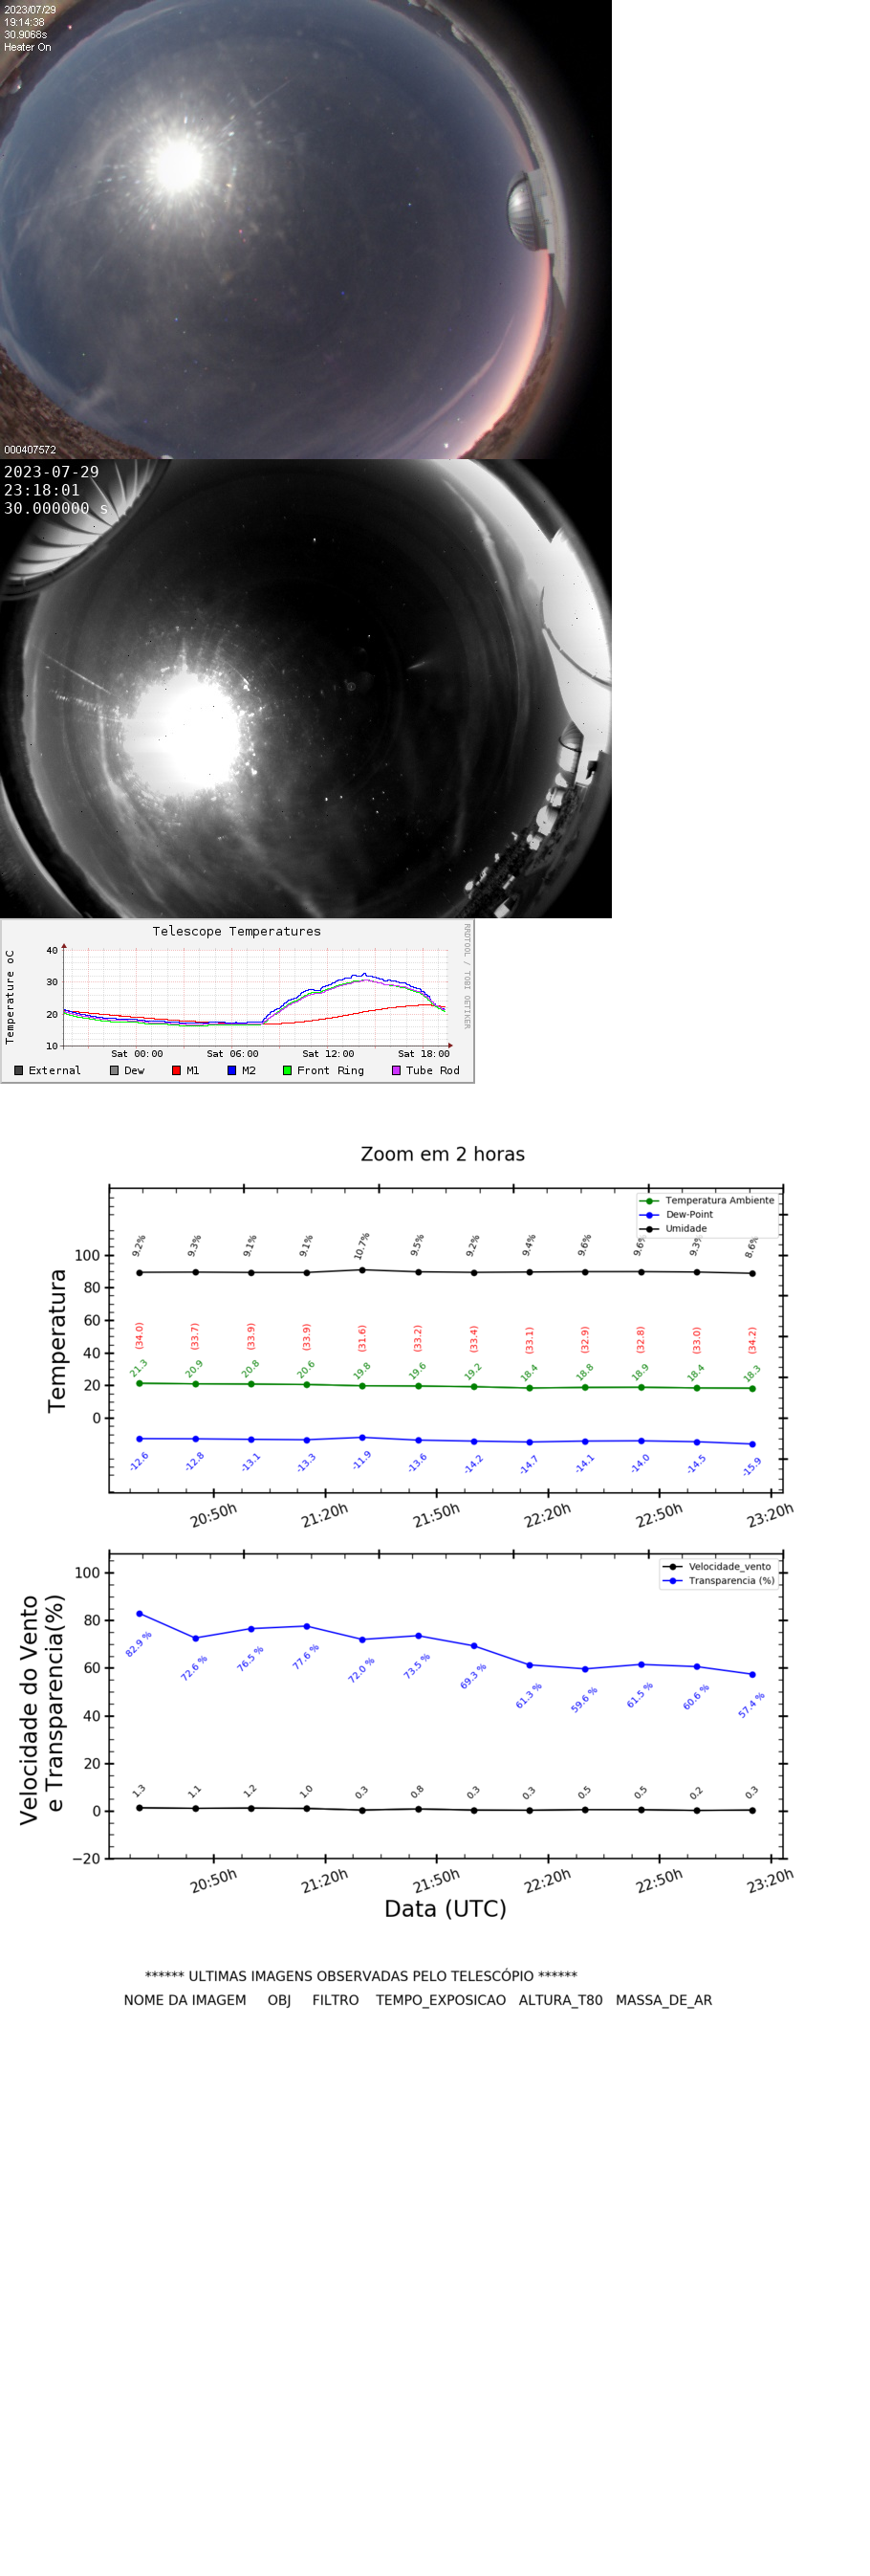 2023/07/29
19:14:38
30.9068s
Heater On
000407572
2023-07-29
23:18:01
30.000000 s
Telescope Temperatures
RRDTOOL / TOBI OETIKER
Temperature oC
40
30
20
10
Sat 00:00 Sat 06:00 Sat 12:00 Sat 18:00
External Dew M1 M2 Front Ring Tube Rod
Zoom em 2 horas
Temperatura Ambiente
Dew-Point
Umidade
Temperatura
100
80
60
40
20
0
9.2% 9.3% 9.1% 9.1% 10.7% 9.5% 9.2% 9.4% 9.6% 9.6% 9.3% 8.6%
(34.0) (33.7) (33.9) (33.9) (31.6) (33.2) (33.4) (33.1) (32.9) (32.8) (33.0) (34.2)
21.3 20.9 20.8 20.6 19.8 19.6 19.2 18.4 18.8 18.9 18.4 18.3
-12.6 -12.8 -13.1 -13.3 -11.9 -13.6 -14.2 -14.7 -14.1 -14.0 -14.5 -15.9
20:50h 21:20h 21:50h 22:20h 22:50h 23:20h
Velocidade_vento
Transparencia (%)
Velocidade do Vento
e Transparencia(%)
100
80
60
40
20
0
−20
82.9 % 72.6 % 76.5 % 77.6 % 72.0 % 73.5 % 69.3 % 61.3 % 59.6 % 61.5 % 60.6 % 57.4 %
1.3 1.1 1.2 1.0 0.3 0.8 0.3 0.3 0.5 0.5 0.2 0.3
20:50h 21:20h 21:50h 22:20h 22:50h 23:20h
Data (UTC)
****** ULTIMAS IMAGENS OBSERVADAS PELO TELESCÓPIO ******
NOME DA IMAGEM OBJ FILTRO TEMPO_EXPOSICAO ALTURA_T80 MASSA_DE_AR